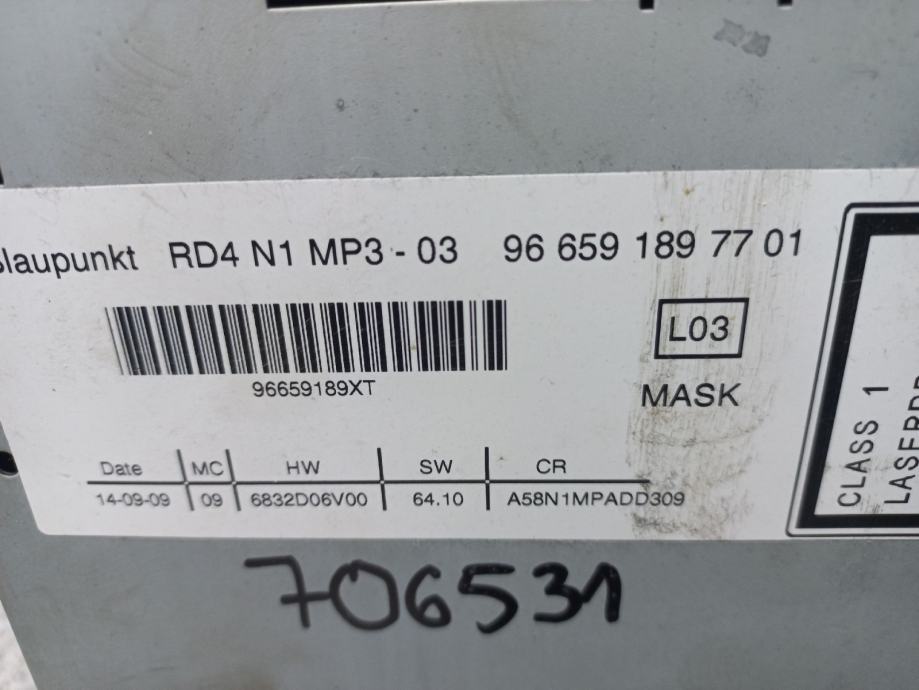 Blaupunkt RD4 N1 MP3 - 03 96 659 189 77 01
L03
96659189XT
MASK
Date MC HW SW CR
14-09-09 09 6832D06V00 64.10 A58N1MPADD309
CLASS 1
706531